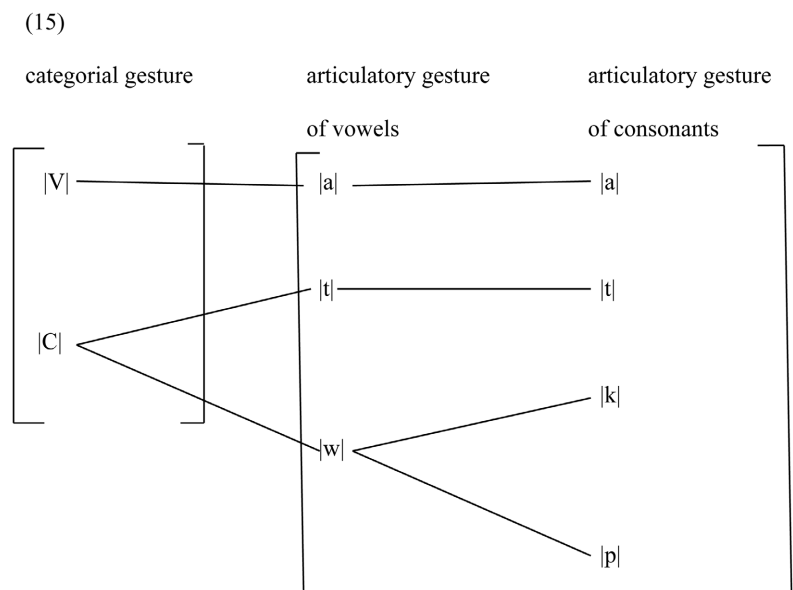 (15)
categorial gesture articulatory gesture articulatory gesture
of vowels of consonants
|V| |a| |a|
|t| |t|
|C|
|k|
|w|
|p|